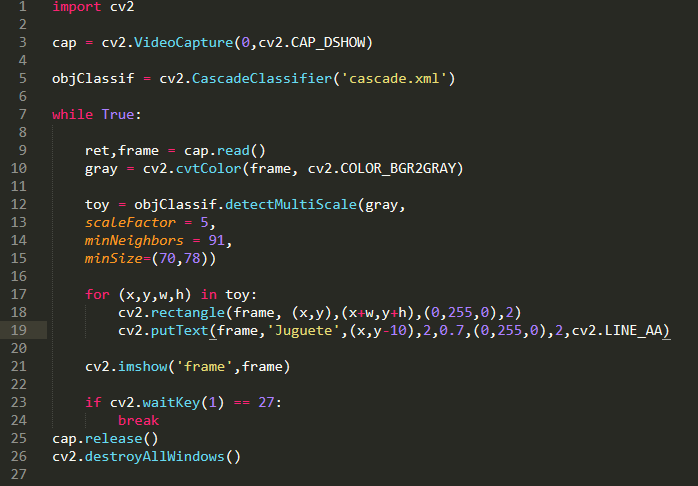 1 import cv2
2
3 cap = cv2.VideoCapture(0,cv2.CAP_DSHOW)
4
5 objClassif = cv2.CascadeClassifier('cascade.xml')
6
7 while True:
8
9 ret,frame = cap.read()
10 gray = cv2.cvtColor(frame, cv2.COLOR_BGR2GRAY)
11
12 toy = objClassif.detectMultiScale(gray,
13 scaleFactor = 5,
14 minNeighbors = 91,
15 minSize=(70,78))
16
17 for (x,y,w,h) in toy:
18 cv2.rectangle(frame, (x,y),(x+w,y+h),(0,255,0),2)
19 cv2.putText(frame,'Juguete',(x,y-10),2,0.7,(0,255,0),2,cv2.LINE_AA)
20
21 cv2.imshow('frame',frame)
22
23 if cv2.waitKey(1) == 27:
24 break
25 cap.release()
26 cv2.destroyAllWindows()
27